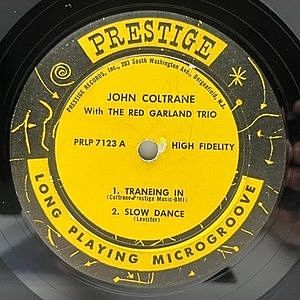 PRESTIGE
PRESTIGE RECORDS, INC., 203 South Washington Ave., Bergenfield, N.J.
JOHN COLTRANE
With THE RED GARLAND TRIO
PRLP 7123 A
HIGH FIDELITY
1. TRANEING IN
(Coltrane-Prestige Music-BMI)
2. SLOW DANCE
(Levister)
LONG PLAYING MICROGROOVE